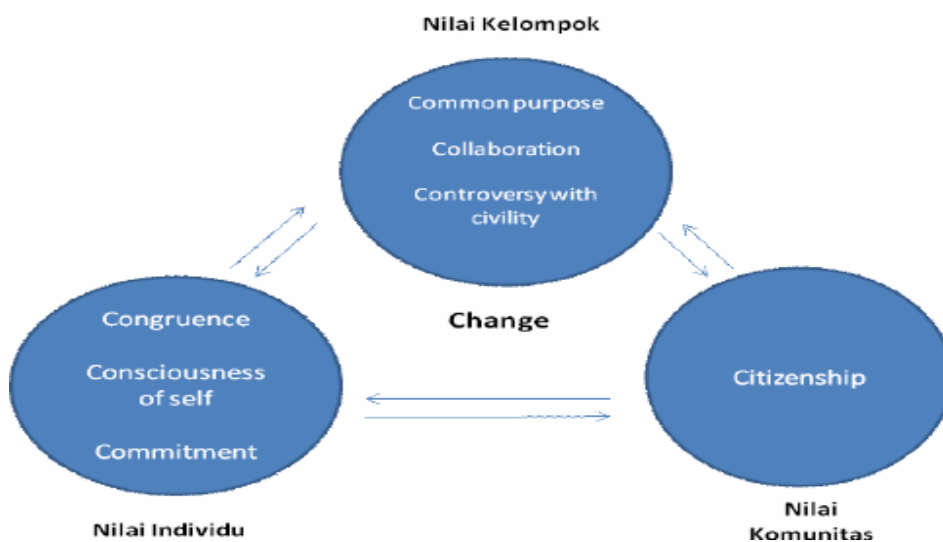 Nilai Kelompok
Common purpose
Collaboration
Controversy with
civility
Change
Congruence
Consciousness
of self
Commitment
Citizenship
Nilai Individu
Nilai
Komunitas